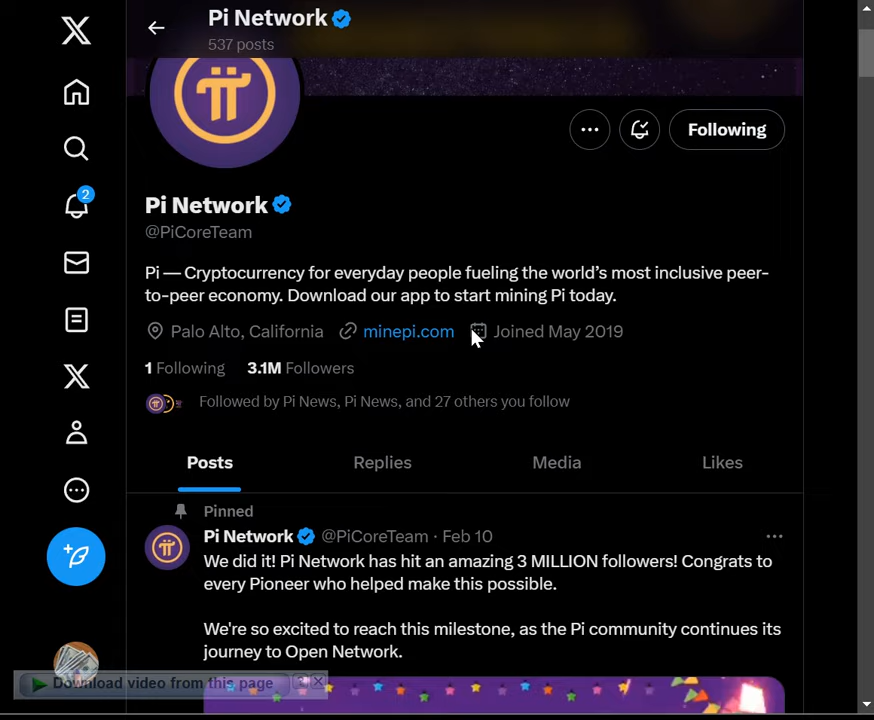 Pi Network
537 posts
Following
2
Pi Network
@PiCoreTeam
Pi — Cryptocurrency for everyday people fueling the world’s most inclusive peer-
to-peer economy. Download our app to start mining Pi today.
Palo Alto, California minepi.com Joined May 2019
1 Following 3.1M Followers
Followed by Pi News, Pi News, and 27 others you follow
Posts Replies Media Likes
Pinned
Pi Network @PiCoreTeam · Feb 10
We did it! Pi Network has hit an amazing 3 MILLION followers! Congrats to
every Pioneer who helped make this possible.
We're so excited to reach this milestone, as the Pi community continues its
journey to Open Network.
Download video from this page ?